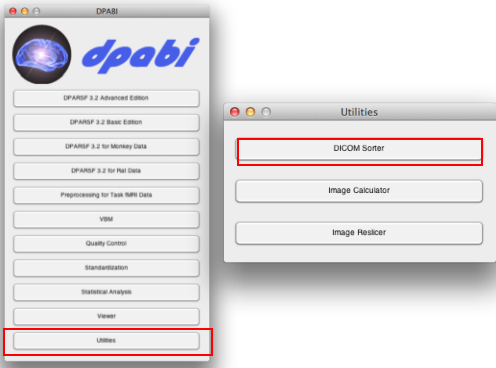 DPABI
dpabi
DPARSF 3.2 Advanced Edition
DPARSF 3.2 Basic Edition
DPARSF 3.2 for Monkey Data
DPARSF 3.2 for Rat Data
Preprocessing for Task fMRI Data
VBM
Quality Control
Standardization
Statistical Analysis
Viewer
Utilities
Utilities
DICOM Sorter
Image Calculator
Image Reslicer